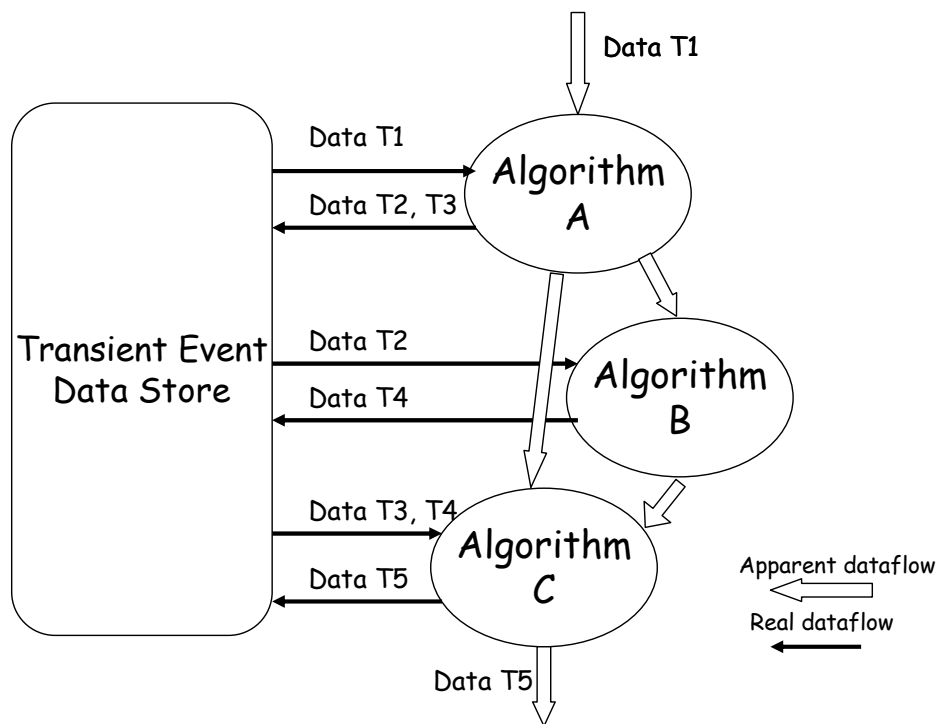 Data T1
Data T1
Algorithm
A
Data T2, T3
Transient Event
Data Store
Data T2
Algorithm
B
Data T4
Data T3, T4
Algorithm
C
Data T5
Apparent dataflow
Real dataflow
Data T5